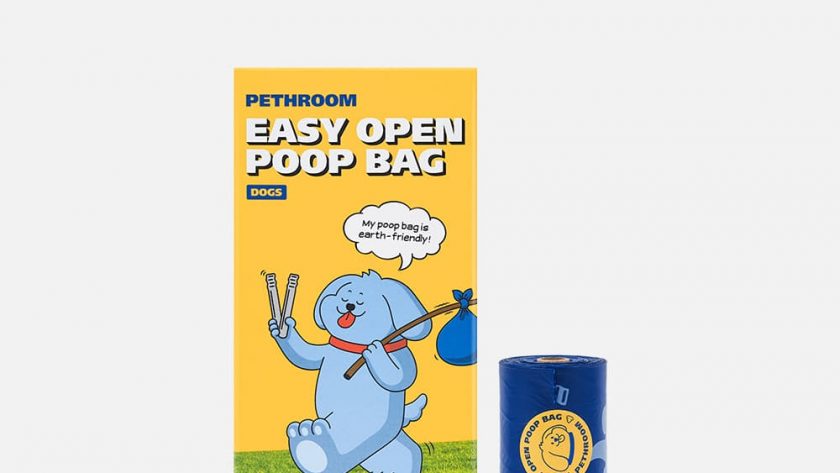 PETHROOM
EASY OPEN
POOP BAG
DOGS
My poop bag is
earth-friendly!
OPEN POOP BAG
PETHROOM